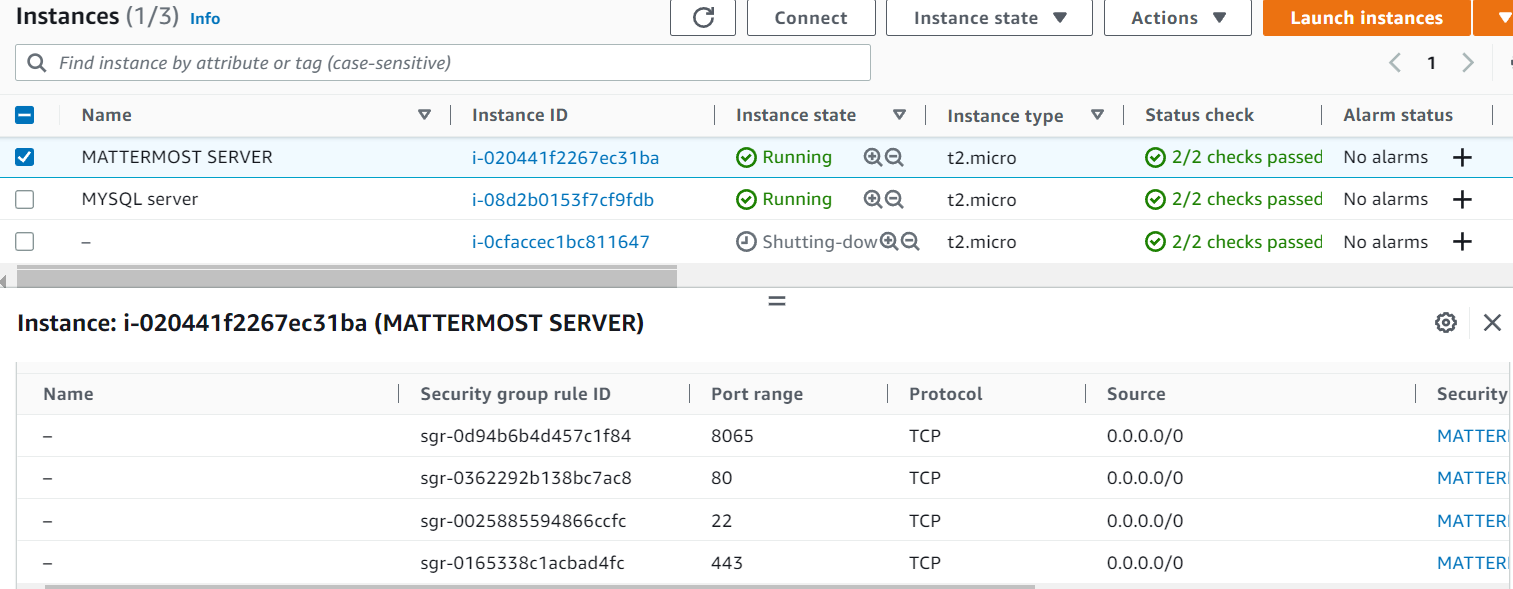 Instances (1/3) Info Connect Instance state Actions Launch instances
Find instance by attribute or tag (case-sensitive) 1
Name Instance ID Instance state Instance type Status check Alarm status
MATTERMOST SERVER i-020441f2267ec31ba Running t2.micro 2/2 checks passed No alarms
MYSQL server i-08d2b0153f7cf9fdb Running t2.micro 2/2 checks passed No alarms
– i-0cfaccec1bc811647 Shutting-dow t2.micro 2/2 checks passed No alarms
Instance: i-020441f2267ec31ba (MATTERMOST SERVER)
Name Security group rule ID Port range Protocol Source Security
– sgr-0d94b6b4d457c1f84 8065 TCP 0.0.0.0/0 MATTER
– sgr-0362292b138bc7ac8 80 TCP 0.0.0.0/0 MATTER
– sgr-0025885594866ccfc 22 TCP 0.0.0.0/0 MATTER
– sgr-0165338c1acbad4fc 443 TCP 0.0.0.0/0 MATTER